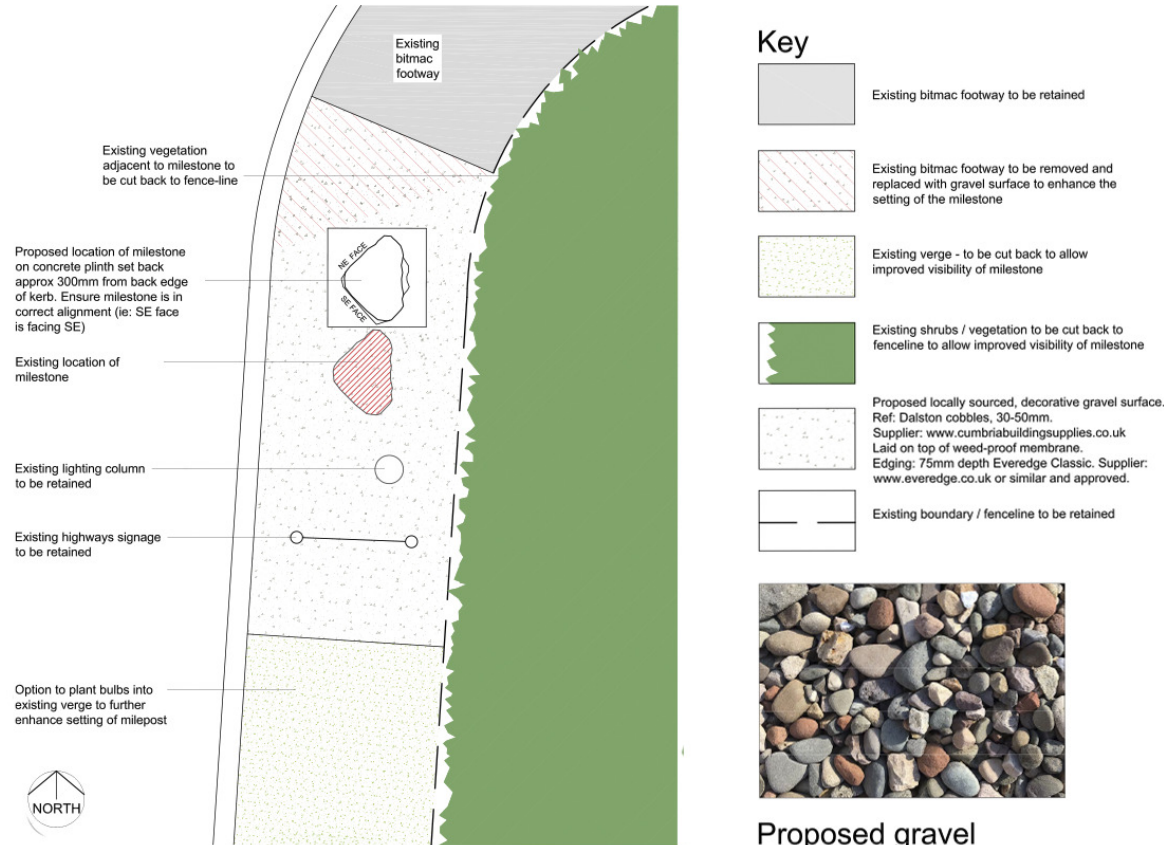 Existing
bitmac
footway
Existing vegetation
adjacent to milestone to
be cut back to fence-line
Proposed location of milestone
on concrete plinth set back
approx 300mm from back edge
of kerb. Ensure milestone is in
correct alignment (ie: SE face
is facing SE)
NE FACE
SE FACE
Existing location of
milestone
Existing lighting column
to be retained
Existing highways signage
to be retained
Option to plant bulbs into
existing verge to further
enhance setting of milepost
NORTH
Key
Existing bitmac footway to be retained
Existing bitmac footway to be removed and
replaced with gravel surface to enhance the
setting of the milestone
Existing verge - to be cut back to allow
improved visibility of milestone
Existing shrubs / vegetation to be cut back to
fenceline to allow improved visibility of milestone
Proposed locally sourced, decorative gravel surface.
Ref: Dalston cobbles, 30-50mm.
Supplier: www.cumbriabuildingsupplies.co.uk
Laid on top of weed-proof membrane.
Edging: 75mm depth Everedge Classic. Supplier:
www.everedge.co.uk or similar and approved.
Existing boundary / fenceline to be retained
Proposed gravel